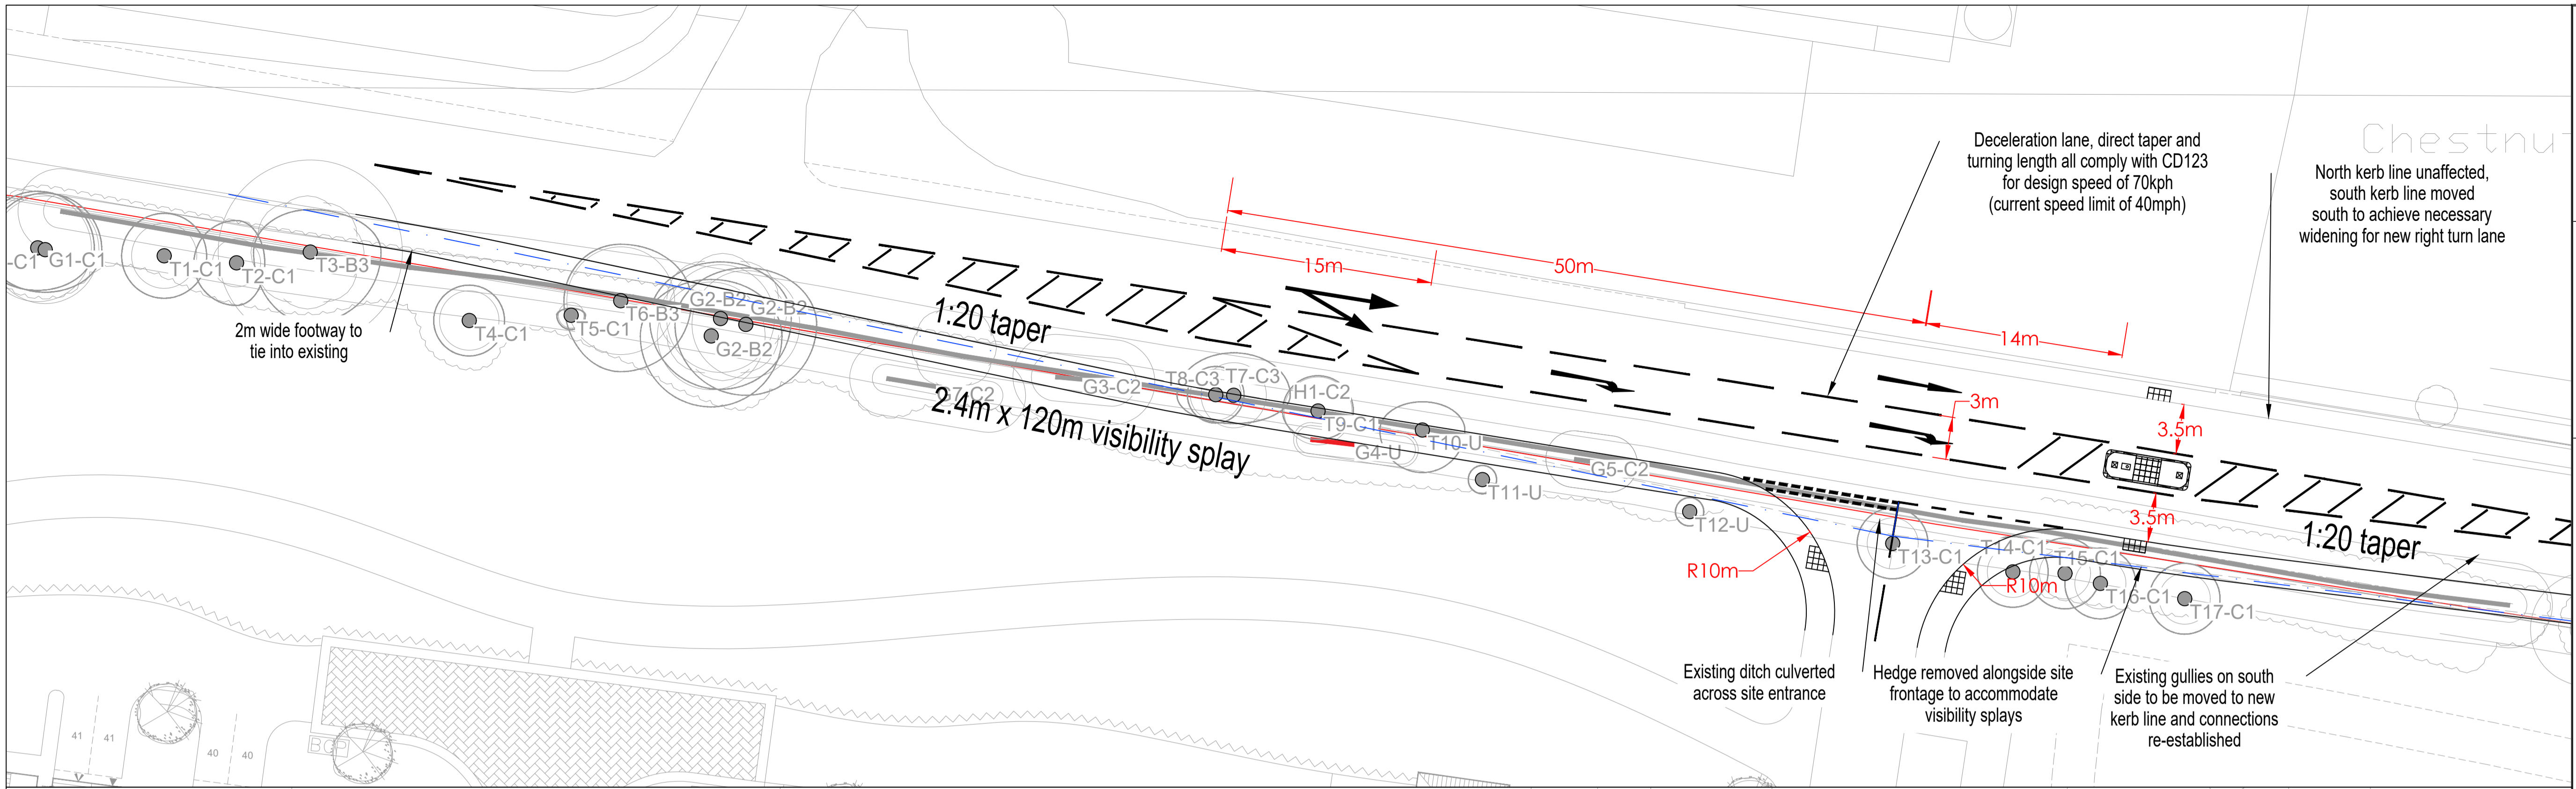 Chestnu
Deceleration lane, direct taper and
turning length all comply with CD123
for design speed of 70kph
(current speed limit of 40mph)
North kerb line unaffected,
south kerb line moved
south to achieve necessary
widening for new right turn lane
-C1
G1-C1
T1-C1
T2-C1
T3-B3
2m wide footway to
tie into existing
T4-C1
T5-C1
T6-B3
G2-B2
G2-B2
G2-B2
1:20 taper
15m
50m
14m
3m
3.5m
3.5m
G3-C2
2.4m x 120m visibility splay
T8-C3
T7-C3
H1-C2
T9-C1
G4-U
T10-U
T11-U
G5-C2
T12-U
R10m
T13-C1
T14-C1
R10m
T15-C1
T16-C1
T17-C1
1:20 taper
Existing ditch culverted
across site entrance
Hedge removed alongside site
frontage to accommodate
visibility splays
Existing gullies on south
side to be moved to new
kerb line and connections
re-established
41
41
40
40
BCP